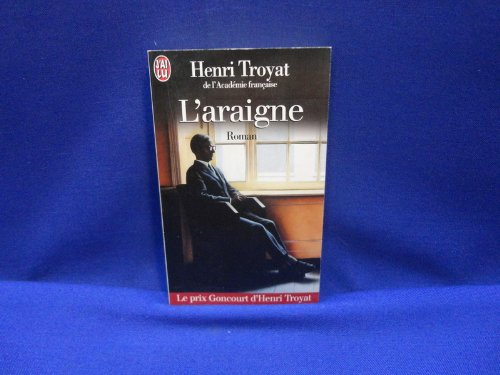 J'AI
LU
Henri Troyat
de l'Académie française
L'araigne
Roman
Le prix Goncourt d'Henri Troyat